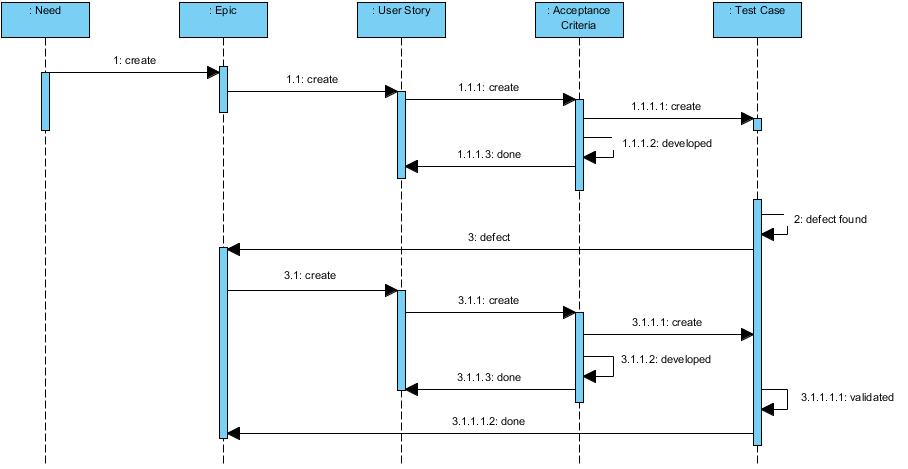 : Need
: Epic
: User Story
: Acceptance
Criteria
: Test Case
1: create
1.1: create
1.1.1: create
1.1.1.1: create
1.1.1.2: developed
1.1.1.3: done
2: defect found
3: defect
3.1: create
3.1.1: create
3.1.1.1: create
3.1.1.2: developed
3.1.1.3: done
3.1.1.1.1: validated
3.1.1.1.2: done